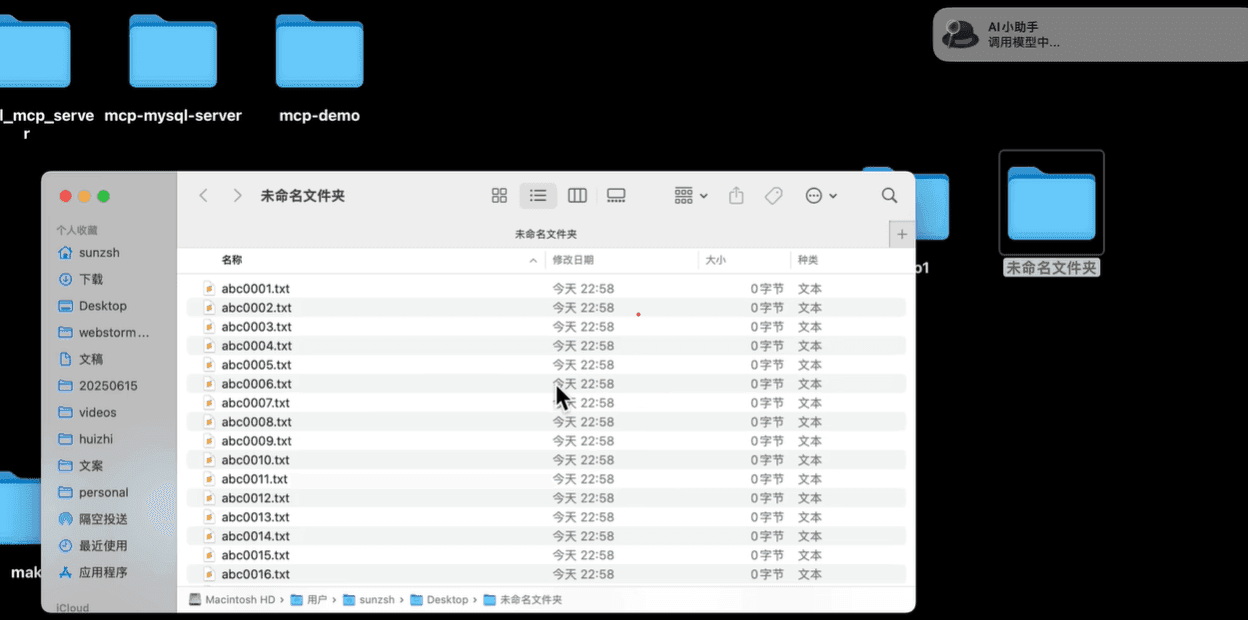 AI小助手
调用模型中...
l_mcp_serve
r
mcp-mysql-server
mcp-demo
未命名文件夹
o1
未命名文件夹
未命名文件夹
个人收藏
sunzsh
下载
Desktop
webstorm...
文稿
20250615
videos
huizhi
文案
personal
隔空投送
最近使用
应用程序
iCloud
名称 修改日期 大小 种类
abc0001.txt 今天 22:58 0字节 文本
abc0002.txt 今天 22:58 0字节 文本
abc0003.txt 今天 22:58 0字节 文本
abc0004.txt 今天 22:58 0字节 文本
abc0005.txt 今天 22:58 0字节 文本
abc0006.txt 今天 22:58 0字节 文本
abc0007.txt 今天 22:58 0字节 文本
abc0008.txt 今天 22:58 0字节 文本
abc0009.txt 今天 22:58 0字节 文本
abc0010.txt 今天 22:58 0字节 文本
abc0011.txt 今天 22:58 0字节 文本
abc0012.txt 今天 22:58 0字节 文本
abc0013.txt 今天 22:58 0字节 文本
abc0014.txt 今天 22:58 0字节 文本
abc0015.txt 今天 22:58 0字节 文本
abc0016.txt 今天 22:58 0字节 文本
Macintosh HD › 用户 › sunzsh › Desktop › 未命名文件夹
mak